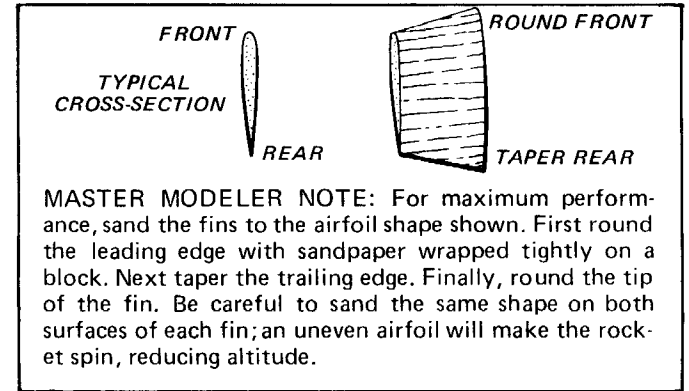 FRONT
ROUND FRONT
TYPICAL
CROSS-SECTION
REAR
TAPER REAR
MASTER MODELER NOTE: For maximum perform-
ance, sand the fins to the airfoil shape shown. First round
the leading edge with sandpaper wrapped tightly on a
block. Next taper the trailing edge. Finally, round the tip
of the fin. Be careful to sand the same shape on both
surfaces of each fin; an uneven airfoil will make the rock-
et spin, reducing altitude.